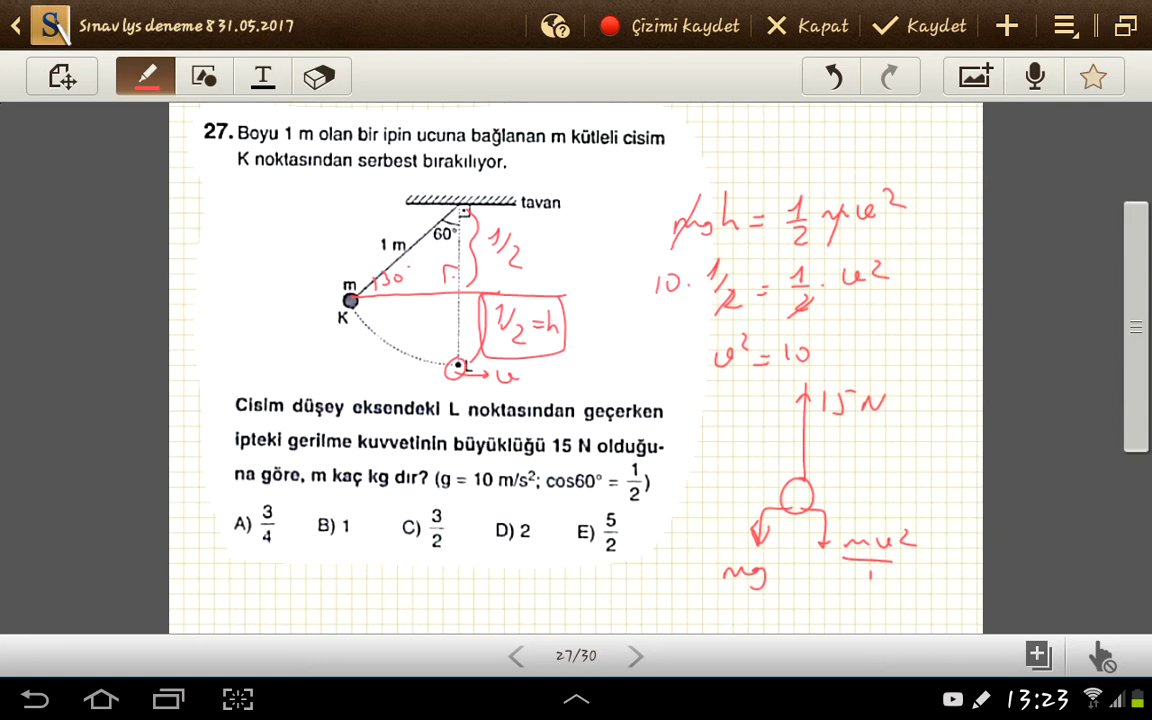 Sınav lys deneme 8 31.05.2017
Çizimi kaydet
Kapat
Kaydet
27. Boyu 1 m olan bir ipin ucuna bağlanan m kütleli cisim
K noktasından serbest bırakılıyor.
tavan
60°
1 m
1/2
30°
m
K
1/2 = h
L
v
Cisim düşey eksendeki L noktasından geçerken
ipteki gerilme kuvvetinin büyüklüğü 15 N olduğu-
na göre, m kaç kg dır? (g = 10 m/s²; cos60° = 1/2)
A) 3/4 B) 1 C) 3/2 D) 2 E) 5/2
mgh = 1/2 mv²
10. 1/2 = 1/2 . v²
v² = 10
15 N
mg
mv²/1
27/30
13:23